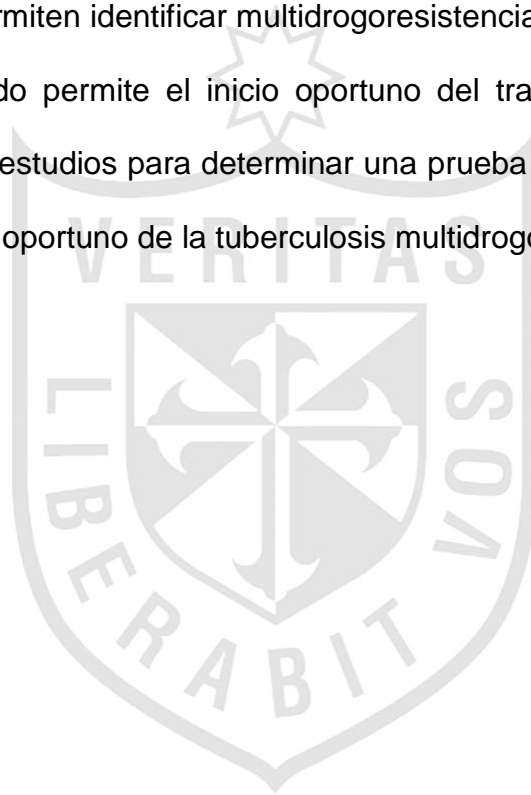 rmiten identificar multidrogoresistencia
do permite el inicio oportuno del tra
estudios para determinar una prueba
oportuno de la tuberculosis multidrogo
VERITAS
LIBERABIT VOS